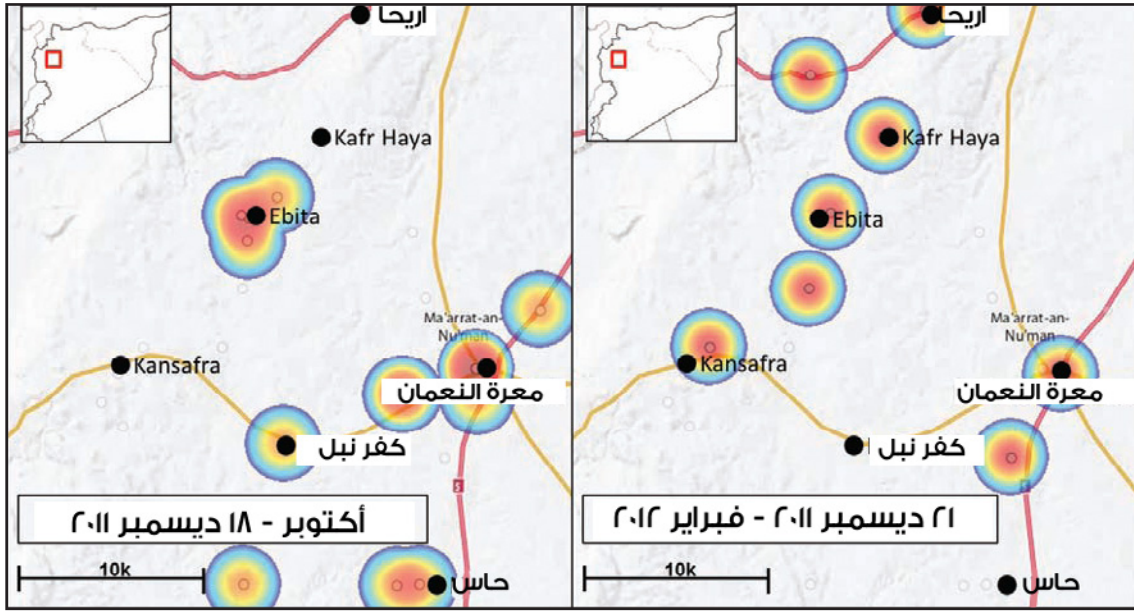 اريحا
Kafr Haya
Ebita
Ma'arrat-an-
Nu'man
Kansafra
معرة النعمان
كفر نبل
أكتوبر - ١٨ ديسمبر ٢٠١١
10k
حاس
اريحا
Kafr Haya
Ebita
Ma'arrat-an-
Nu'man
Kansafra
معرة النعمان
كفر نبل
٢١ ديسمبر ٢٠١١ - فبراير ٢٠١٢
10k
حاس